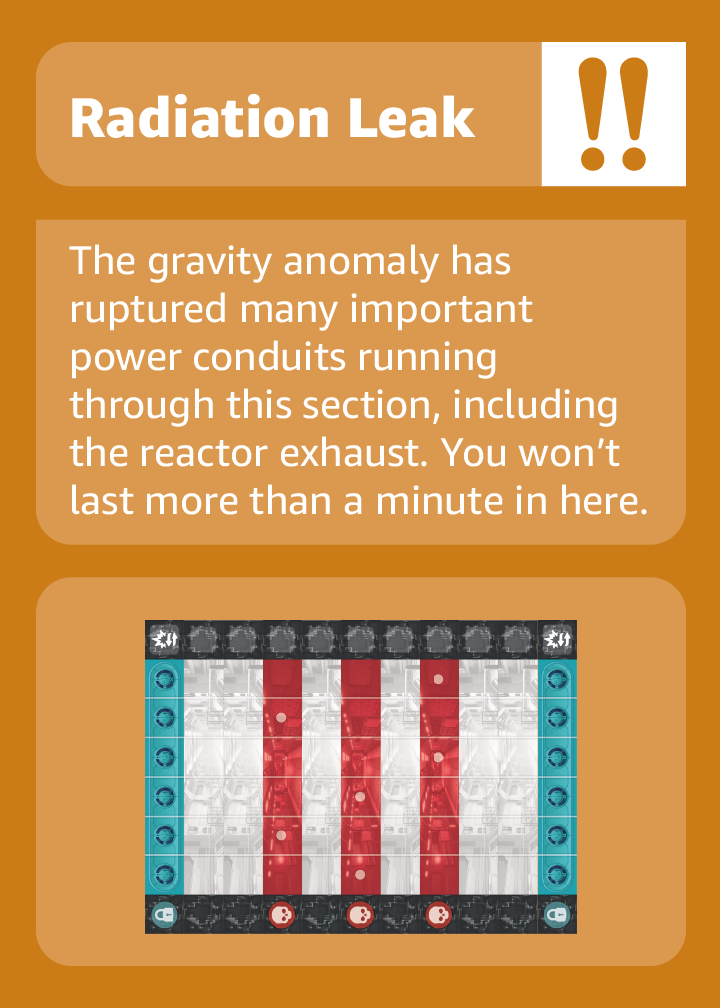 Radiation Leak
!!
The gravity anomaly has
ruptured many important
power conduits running
through this section, including
the reactor exhaust. You won’t
last more than a minute in here.